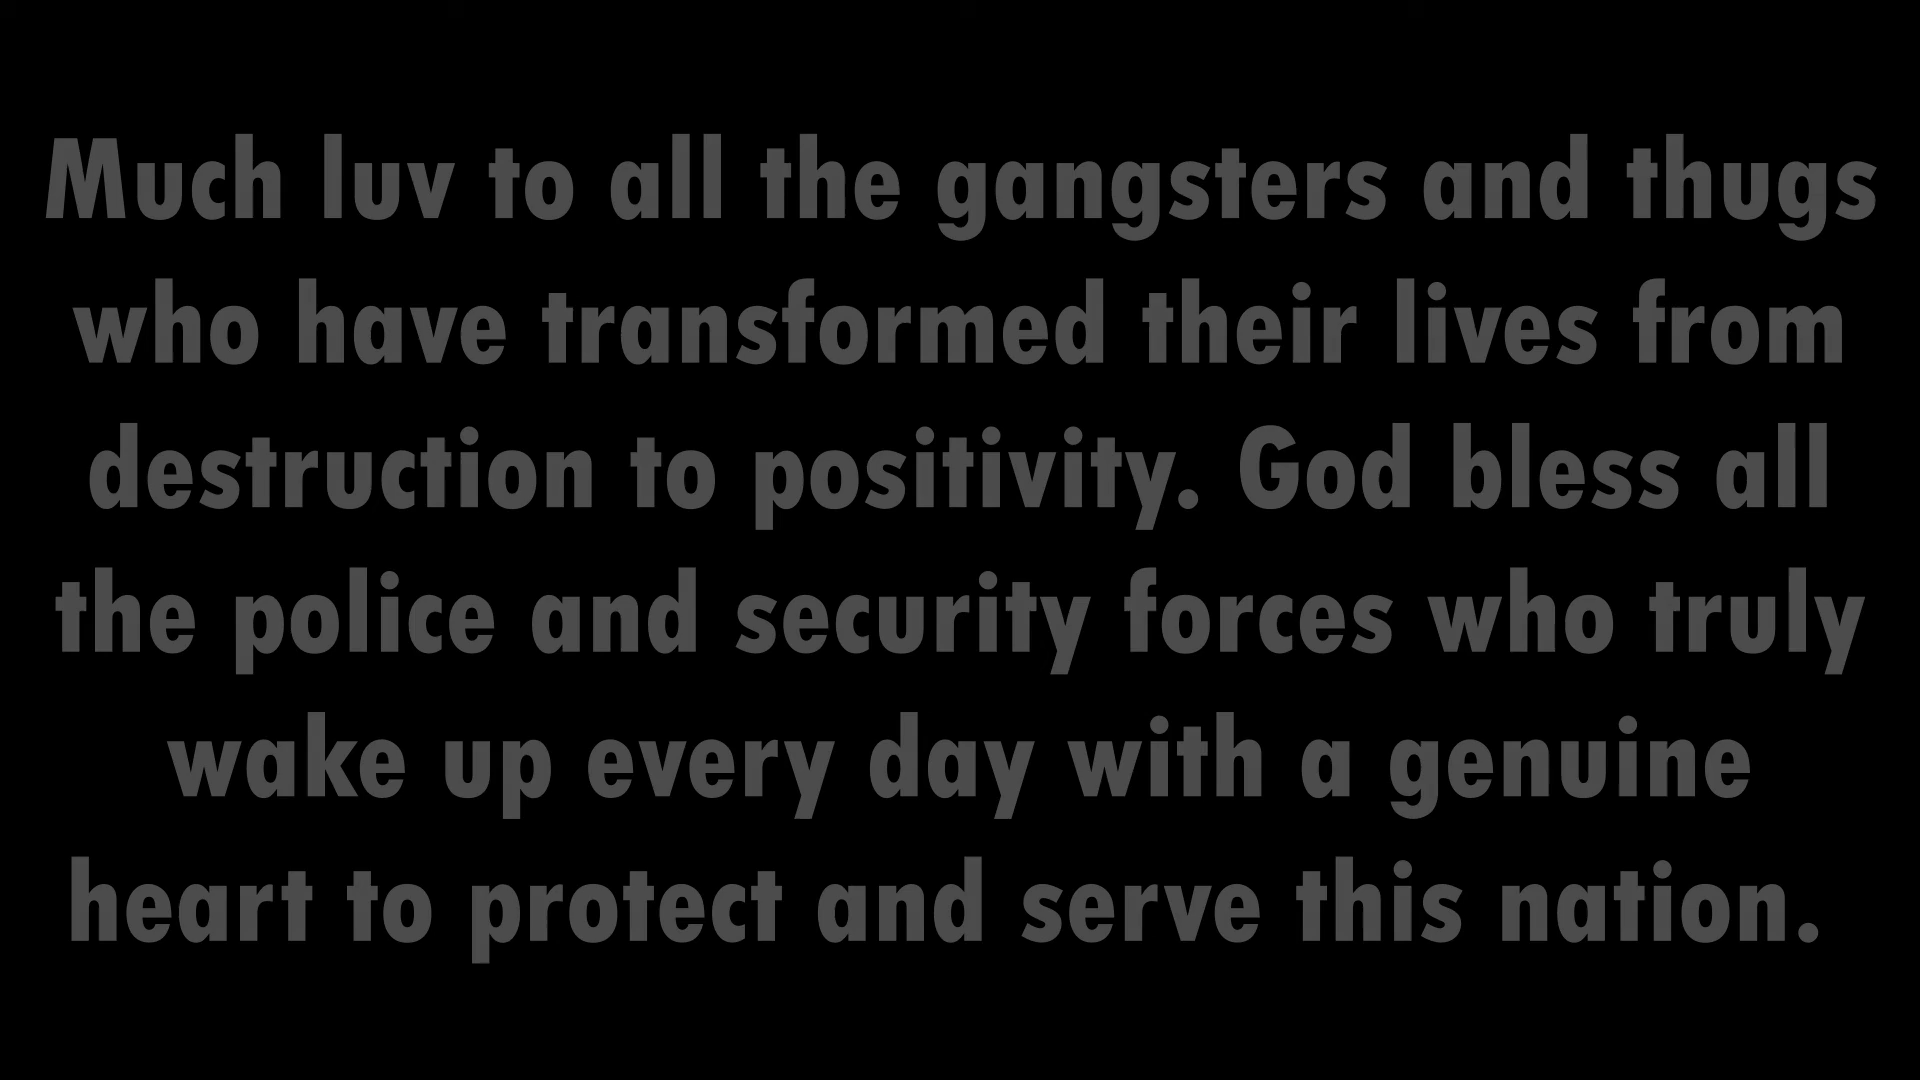 Much luv to all the gangsters and thugs
who have transformed their lives from
destruction to positivity. God bless all
the police and security forces who truly
wake up every day with a genuine
heart to protect and serve this nation.